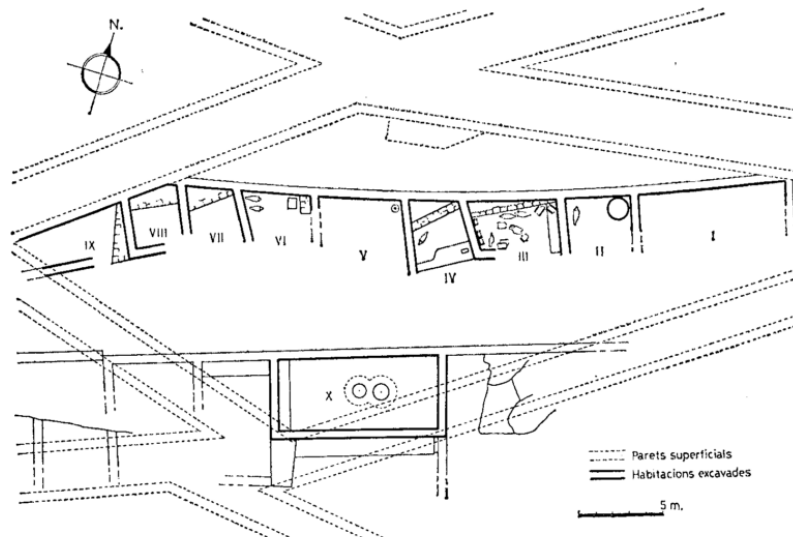 N.
IX
VIII
VII
VI
V
IV
III
II
I
X
Parets superficials
Habitacions excavades
5 m.